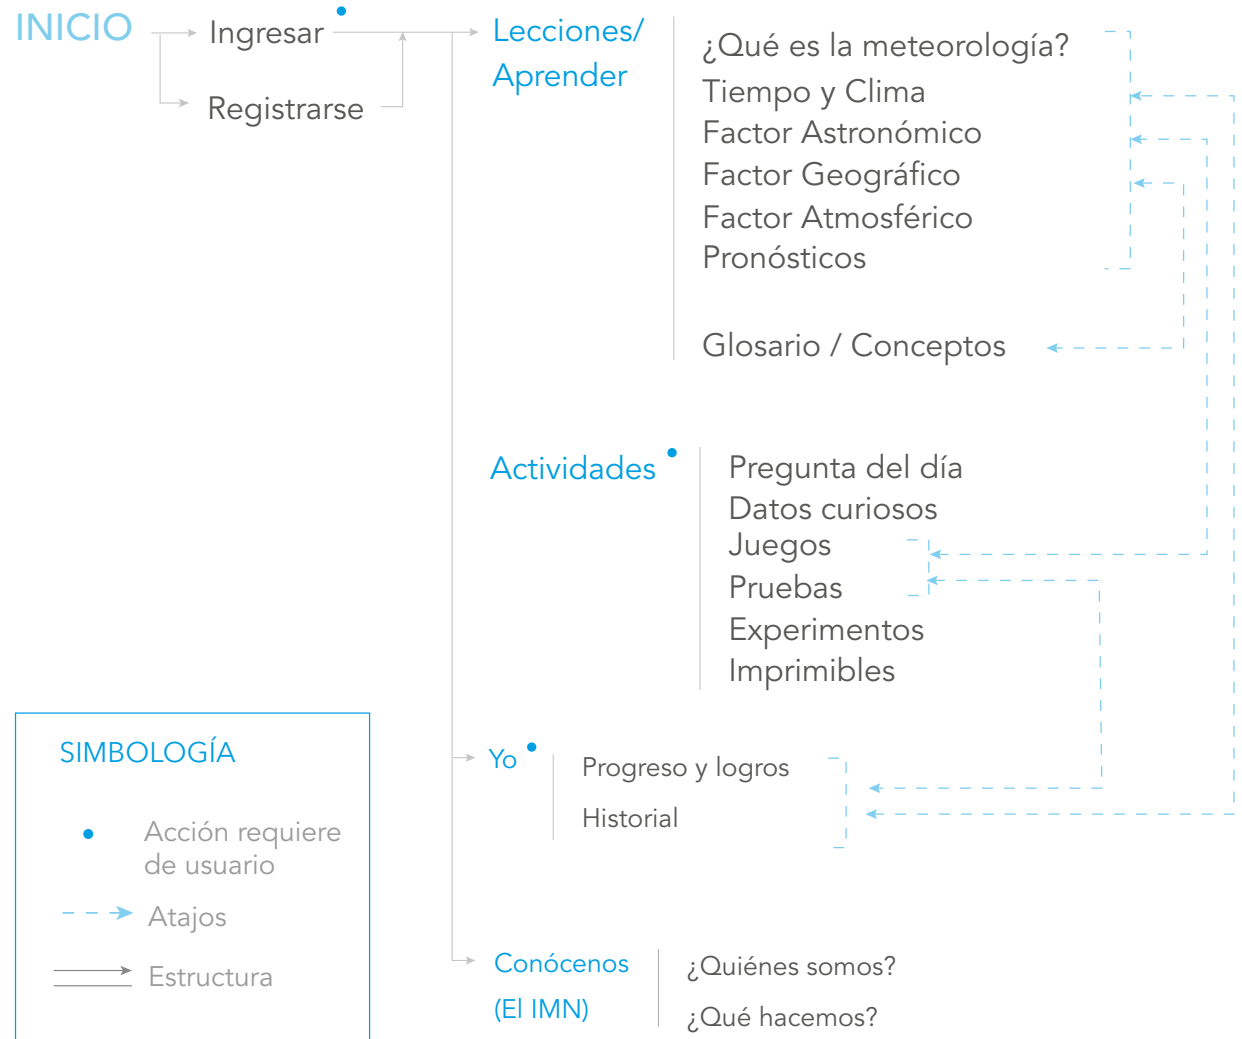 INICIO
Ingresar
Registrarse
Lecciones/
Aprender
¿Qué es la meteorología?
Tiempo y Clima
Factor Astronómico
Factor Geográfico
Factor Atmosférico
Pronósticos
Glosario / Conceptos
Actividades
Pregunta del día
Datos curiosos
Juegos
Pruebas
Experimentos
Imprimibles
Yo
Progreso y logros
Historial
Conócenos
(El IMN)
¿Quiénes somos?
¿Qué hacemos?
SIMBOLOGÍA
Acción requiere
de usuario
Atajos
Estructura